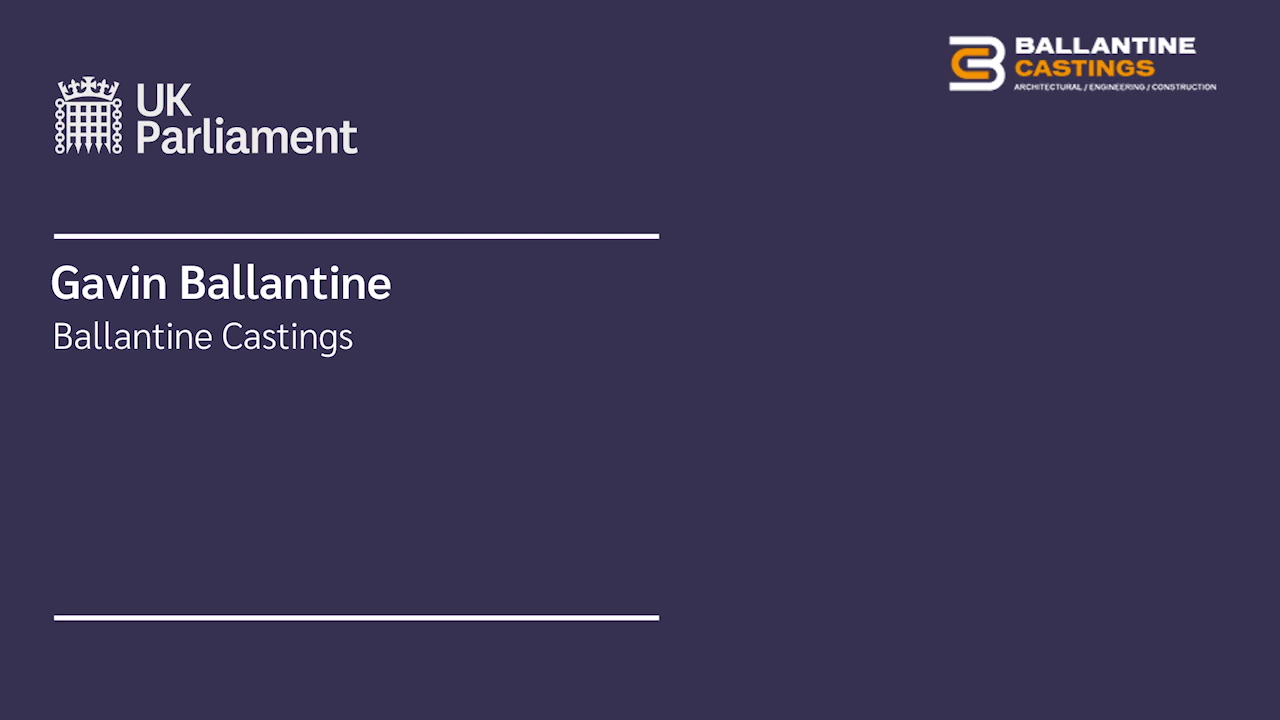 UK
Parliament
BALLANTINE
CASTINGS
ARCHITECTURAL / ENGINEERING / CONSTRUCTION
Gavin Ballantine
Ballantine Castings